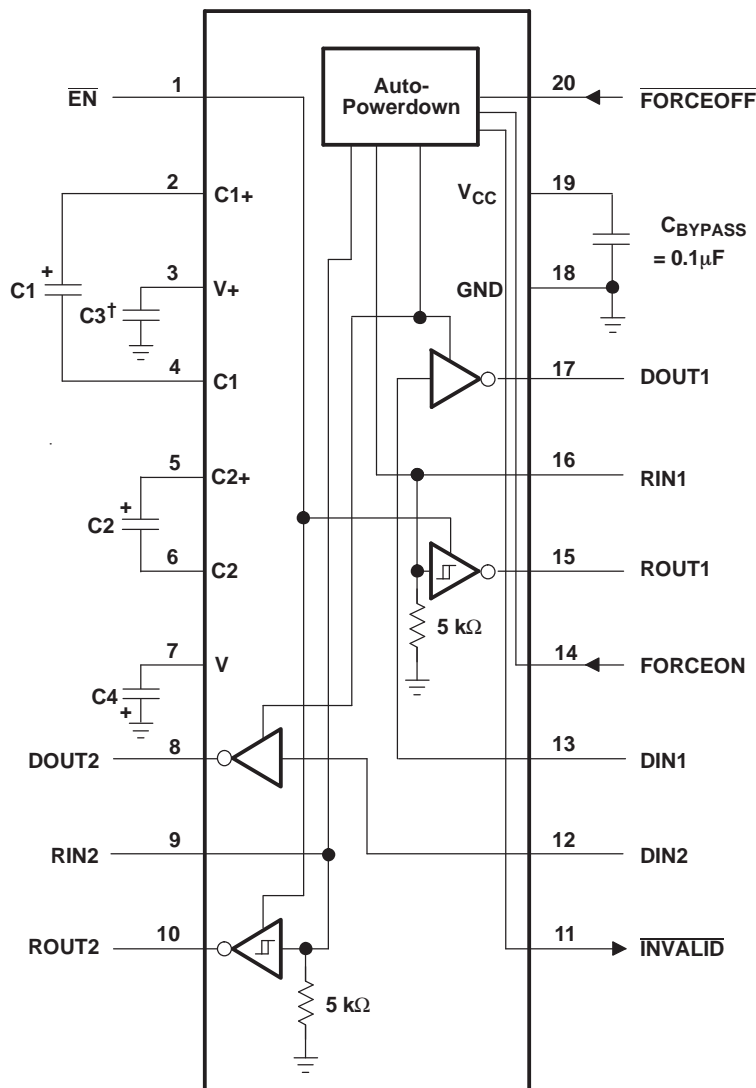 Auto-
Powerdown
EN
1
20
FORCEOFF
2
C1+
VCC
19
CBYPASS
= 0.1µF
+
C1
3
V+
C3†
GND
18
4
C1
17
DOUT1
5
C2+
16
RIN1
+
C2
6
C2
15
ROUT1
5 kΩ
7
V
14
FORCEON
C4
+
DOUT2
8
13
DIN1
RIN2
9
12
DIN2
ROUT2
10
11
INVALID
5 kΩ